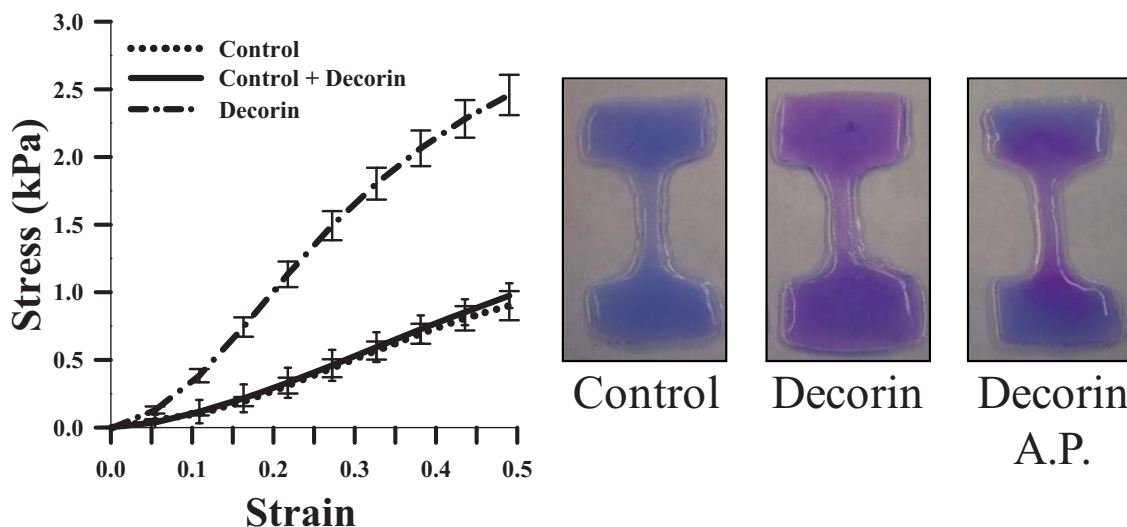 Stress (kPa)
3.0
2.5
2.0
1.5
1.0
0.5
0.0
Control
Control + Decorin
Decorin
0.0 0.1 0.2 0.3 0.4 0.5
Strain
Control
Decorin
Decorin
A.P.